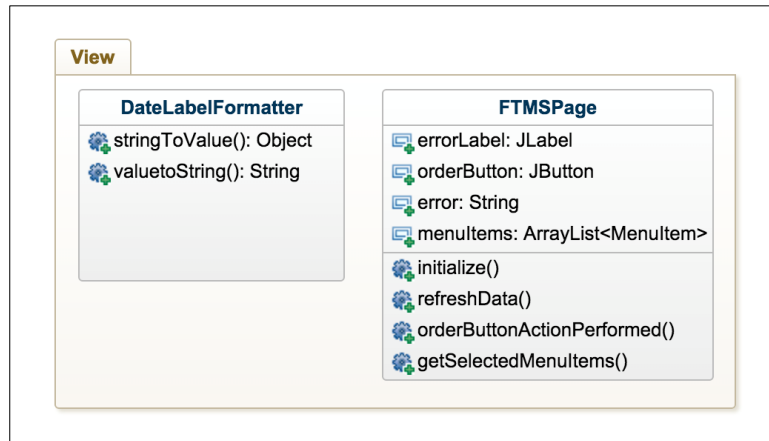 View
DateLabelFormatter
stringToValue(): Object
valuetoString(): String
FTMSPage
errorLabel: JLabel
orderButton: JButton
error: String
menuItems: ArrayList<MenuItem>
initialize()
refreshData()
orderButtonActionPerformed()
getSelectedMenuItems()